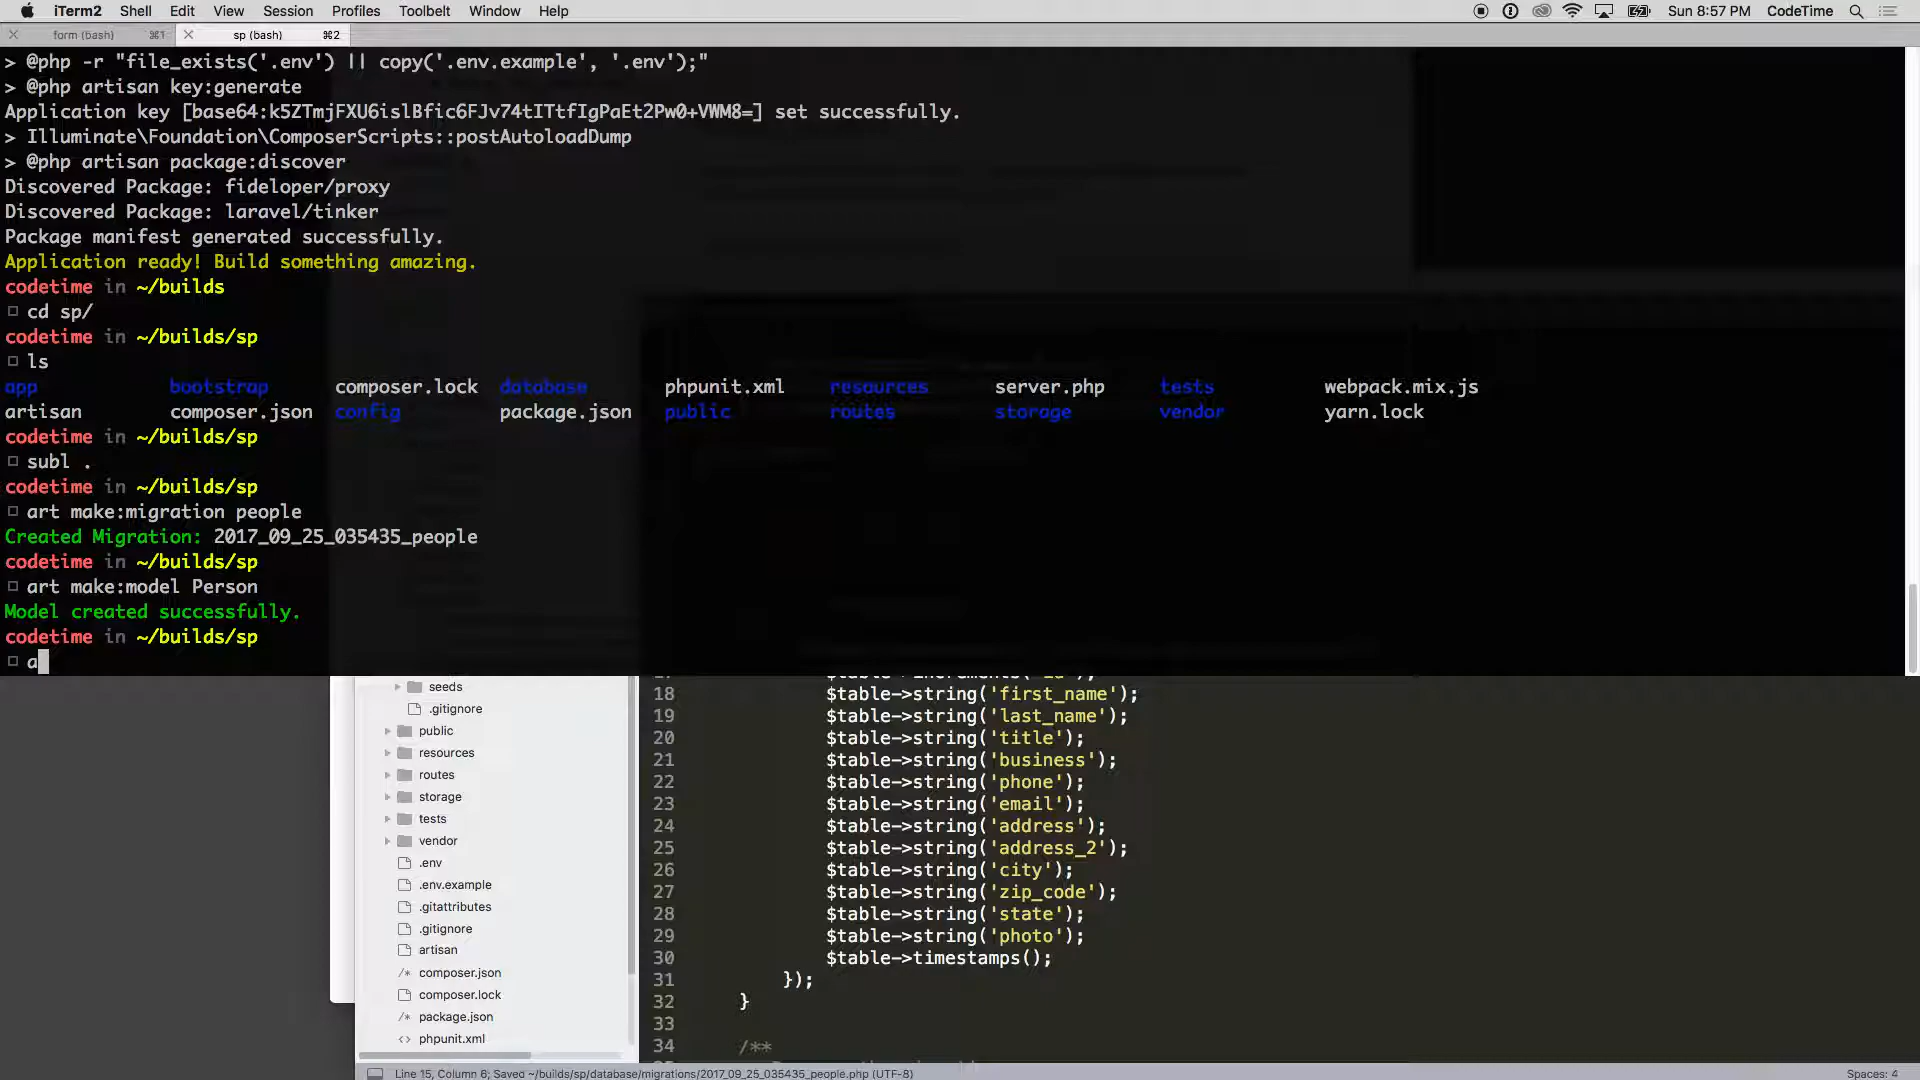 iTerm2 Shell Edit View Session Profiles Toolbelt Window Help Sun 8:57 PM CodeTime
form (bash) ⌘1 sp (bash) ⌘2
> @php -r "file_exists('.env') || copy('.env.example', '.env');"
> @php artisan key:generate
Application key [base64:k5ZTmjFXU6islBfic6FJv74tITtfIgPaEt2Pw0+VWM8=] set successfully.
> Illuminate\Foundation\ComposerScripts::postAutoloadDump
> @php artisan package:discover
Discovered Package: fideloper/proxy
Discovered Package: laravel/tinker
Package manifest generated successfully.
Application ready! Build something amazing.
codetime in ~/builds
cd sp/
codetime in ~/builds/sp
ls
app bootstrap composer.lock database phpunit.xml resources server.php tests webpack.mix.js
artisan composer.json config package.json public routes storage vendor yarn.lock
codetime in ~/builds/sp
subl .
codetime in ~/builds/sp
art make:migration people
Created Migration: 2017_09_25_035435_people
codetime in ~/builds/sp
art make:model Person
Model created successfully.
codetime in ~/builds/sp
a
seeds
.gitignore
public
resources
routes
storage
tests
vendor
.env
.env.example
.gitattributes
.gitignore
artisan
composer.json
composer.lock
package.json
phpunit.xml
18 $table->string('first_name');
19 $table->string('last_name');
20 $table->string('title');
21 $table->string('business');
22 $table->string('phone');
23 $table->string('email');
24 $table->string('address');
25 $table->string('address_2');
26 $table->string('city');
27 $table->string('zip_code');
28 $table->string('state');
29 $table->string('photo');
30 $table->timestamps();
31 });
32 }
33
34 /**
Line 15, Column 6; Saved ~/builds/sp/database/migrations/2017_09_25_035435_people.php (UTF-8) Spaces: 4